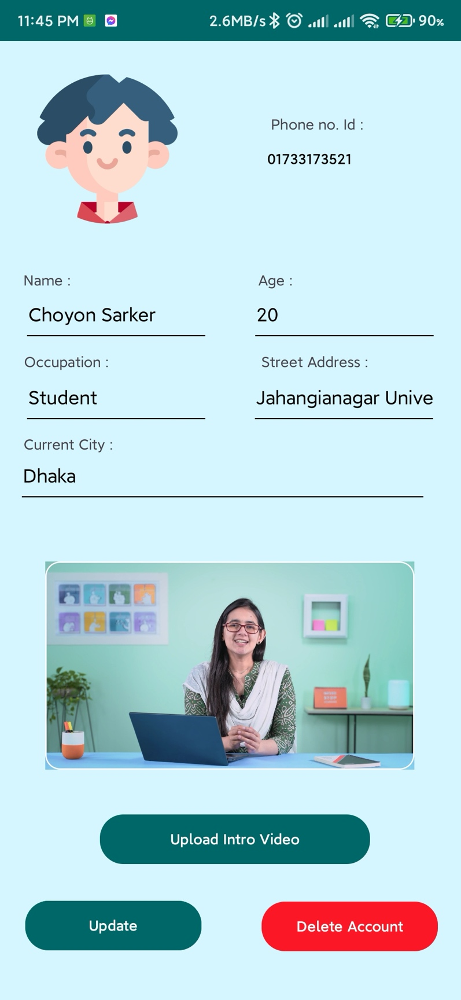 11:45 PM 2.6MB/s 90%
Phone no. Id :
01733173521
Name : Age :
Choyon Sarker 20
Occupation : Street Address :
Student Jahangianagar Unive
Current City :
Dhaka
Upload Intro Video
Update Delete Account